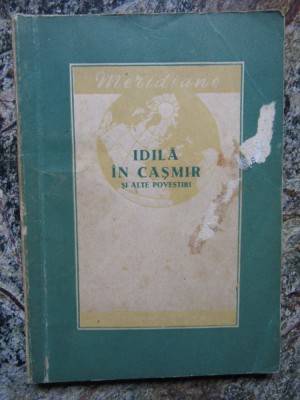 Meridiane
IDILĂ
ÎN CAȘMIR
ȘI ALTE POVESTIRI